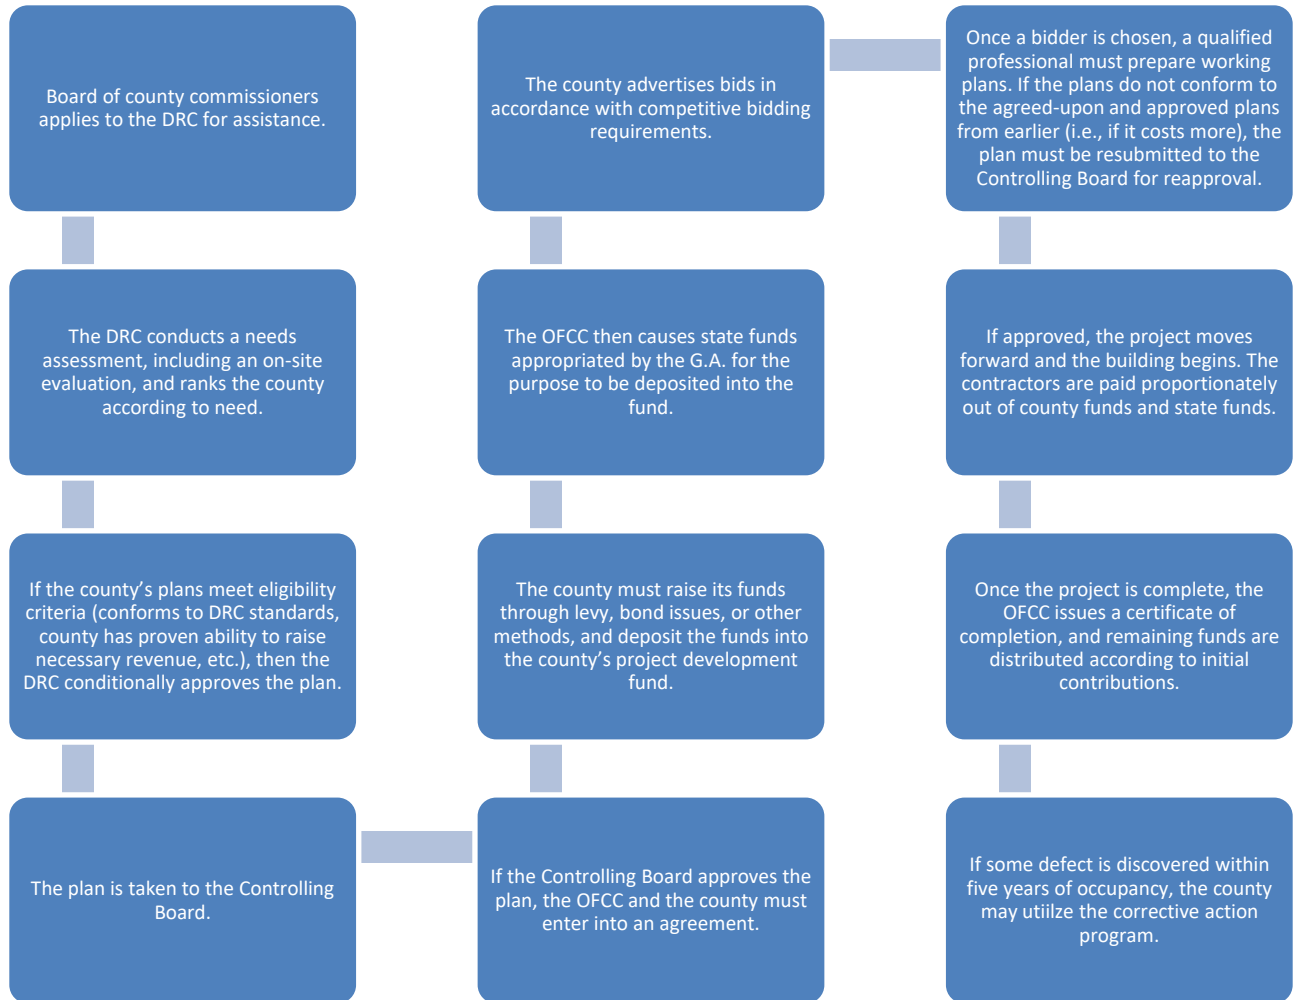 Board of county commissioners
applies to the DRC for assistance.
The DRC conducts a needs
assessment, including an on-site
evaluation, and ranks the county
according to need.
If the county's plans meet eligibility
criteria (conforms to DRC standards,
county has proven ability to raise
necessary revenue, etc.), then the
DRC conditionally approves the plan.
The plan is taken to the Controlling
Board.
If the Controlling Board approves the
plan, the OFCC and the county must
enter into an agreement.
The county must raise its funds
through levy, bond issues, or other
methods, and deposit the funds into
the county's project development
fund.
The OFCC then causes state funds
appropriated by the G.A. for the
purpose to be deposited into the
fund.
The county advertises bids in
accordance with competitive bidding
requirements.
Once a bidder is chosen, a qualified
professional must prepare working
plans. If the plans do not conform to
the agreed-upon and approved plans
from earlier (i.e., if it costs more), the
plan must be resubmitted to the
Controlling Board for reapproval.
If approved, the project moves
forward and the building begins. The
contractors are paid proportionately
out of county funds and state funds.
Once the project is complete, the
OFCC issues a certificate of
completion, and remaining funds are
distributed according to initial
contributions.
If some defect is discovered within
five years of occupancy, the county
may utiilze the corrective action
program.